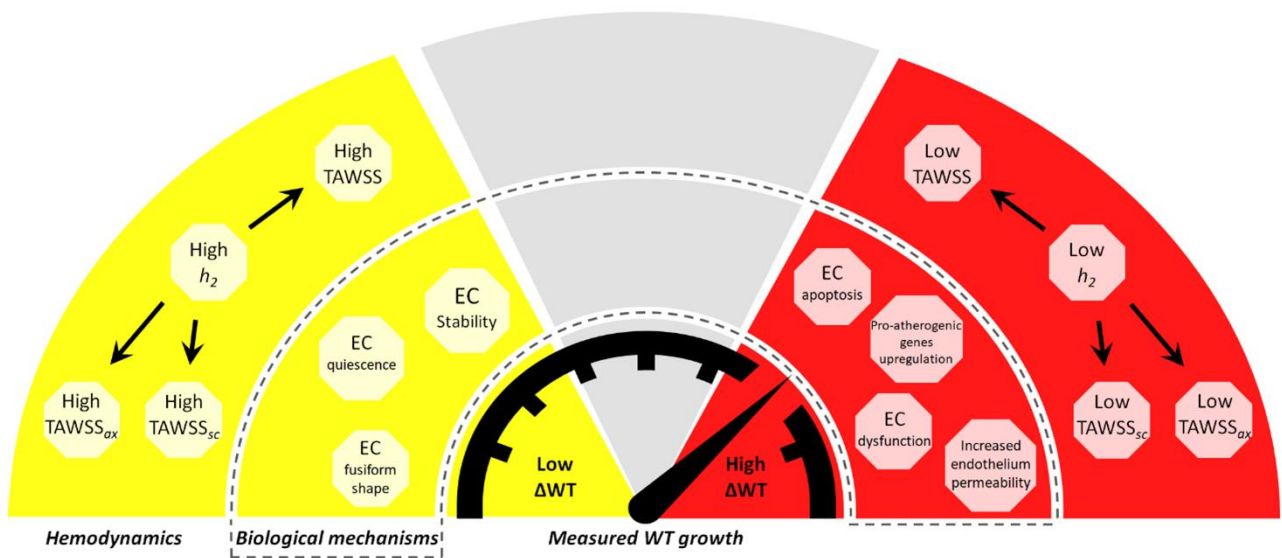 High
TAWSS
High
h2
High
TAWSSax
High
TAWSSsc
EC
Stability
EC
quiescence
EC
fusiform
shape
Low
ΔWT
High
ΔWT
EC
apoptosis
Pro-atherogenic
genes
upregulation
EC
dysfunction
Increased
endothelium
permeability
Low
TAWSS
Low
h2
Low
TAWSSsc
Low
TAWSSax
Hemodynamics
Biological mechanisms
Measured WT growth